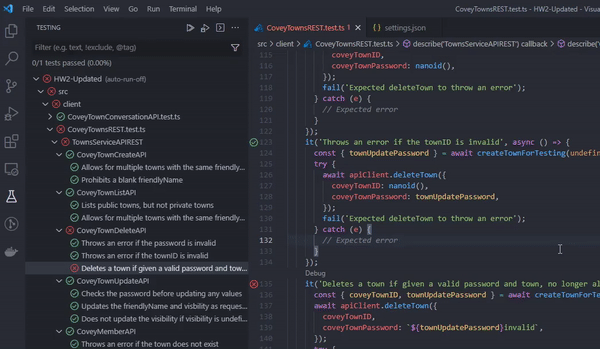 File Edit Selection View Go Run Terminal Help
CoveyTownsREST.test.ts - HW2-Updated - Visua
TESTING
Filter (e.g. text, !exclude, @tag)
0/1 tests passed (0.00%)
HW2-Updated (auto-run-off)
src
client
CoveyTownConversationAPI.test.ts
CoveyTownsREST.test.ts
TownsServiceAPIREST
CoveyTownCreateAPI
Allows for multiple towns with the same friendly...
Prohibits a blank friendlyName
CoveyTownListAPI
Lists public towns, but not private towns
Allows for multiple towns with the same friendly...
CoveyTownDeleteAPI
Throws an error if the password is invalid
Throws an error if the townID is invalid
Deletes a town if given a valid password and tow...
CoveyTownUpdateAPI
Checks the password before updating any values
Updates the friendlyName and visbility as reques...
Does not update the visibility if visibility is undefi...
CoveyMemberAPI
Throws an error if the town does not exist
CoveyTownsREST.test.ts settings.json
src > client > CoveyTownsREST.test.ts > describe('TownsServiceAPIREST') callback > describe('
115 coveyTownID,
116 coveyTownPassword: nanoid(),
117 });
118 fail('Expected deleteTown to throw an error');
119 } catch (e) {
120 // Expected error
121 }
122 });
123 it('Throws an error if the townID is invalid', async () => {
124 const { townUpdatePassword } = await createTownForTesting(undefin
125 try {
126 await apiClient.deleteTown({
127 coveyTownID: nanoid(),
128 coveyTownPassword: townUpdatePassword,
129 });
130 fail('Expected deleteTown to throw an error');
131 } catch (e) {
132 // Expected error
133 }
134 });
Debug
135 it('Deletes a town if given a valid password and town, no longer al
136 const { coveyTownID, townUpdatePassword } = await createTownForTe
137 await apiClient.deleteTown({
138 coveyTownID,
139 coveyTownPassword: `${townUpdatePassword}invalid`,
140 });
141 try {